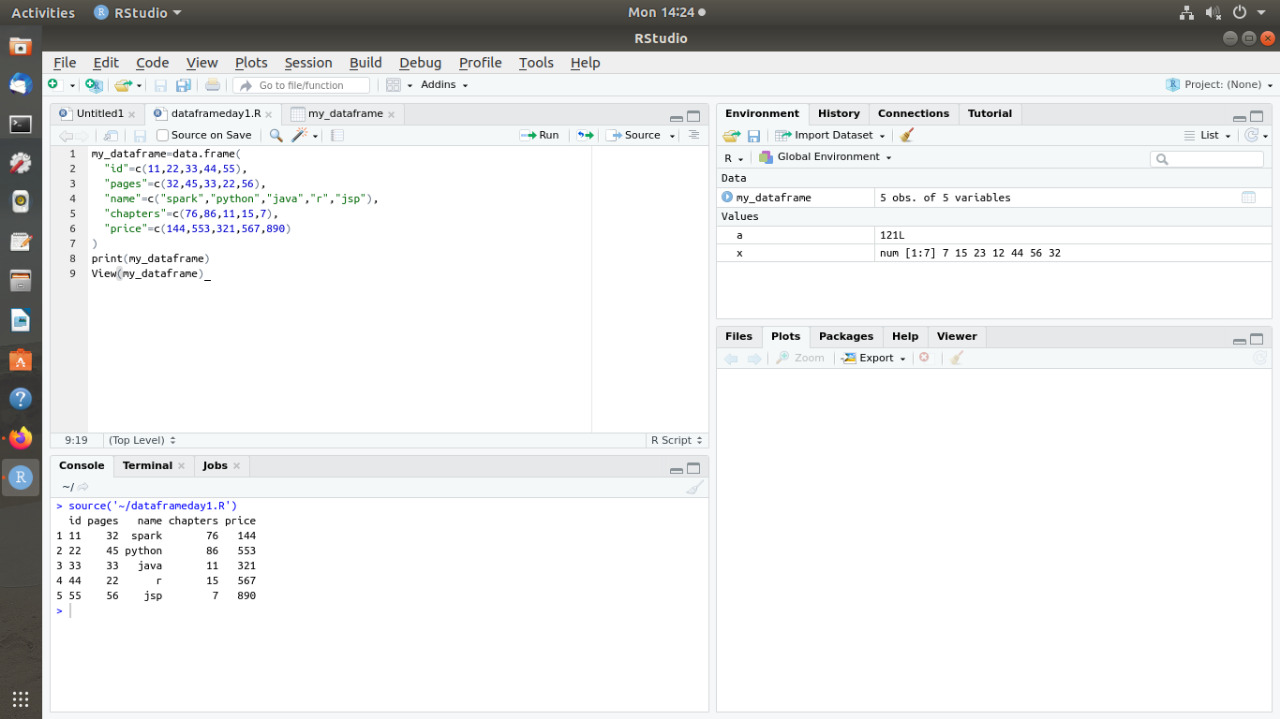 Activities RStudio Mon 14:24
RStudio
File Edit Code View Plots Session Build Debug Profile Tools Help
Go to file/function Addins Project: (None)
Untitled1 dataframeday1.R my_dataframe
Source on Save Run Source
1 my_dataframe=data.frame(
2 "id"=c(11,22,33,44,55),
3 "pages"=c(32,45,33,22,56),
4 "name"=c("spark","python","java","r","jsp"),
5 "chapters"=c(76,86,11,15,7),
6 "price"=c(144,553,321,567,890)
7 )
8 print(my_dataframe)
9 View(my_dataframe)
9:19 (Top Level) R Script
Console Terminal Jobs
~/
> source('~/dataframeday1.R')
id pages name chapters price
1 11 32 spark 76 144
2 22 45 python 86 553
3 33 33 java 11 321
4 44 22 r 15 567
5 55 56 jsp 7 890
>
Environment History Connections Tutorial
Import Dataset List
R Global Environment
Data
my_dataframe 5 obs. of 5 variables
Values
a 121L
x num [1:7] 7 15 23 12 44 56 32
Files Plots Packages Help Viewer
Zoom Export